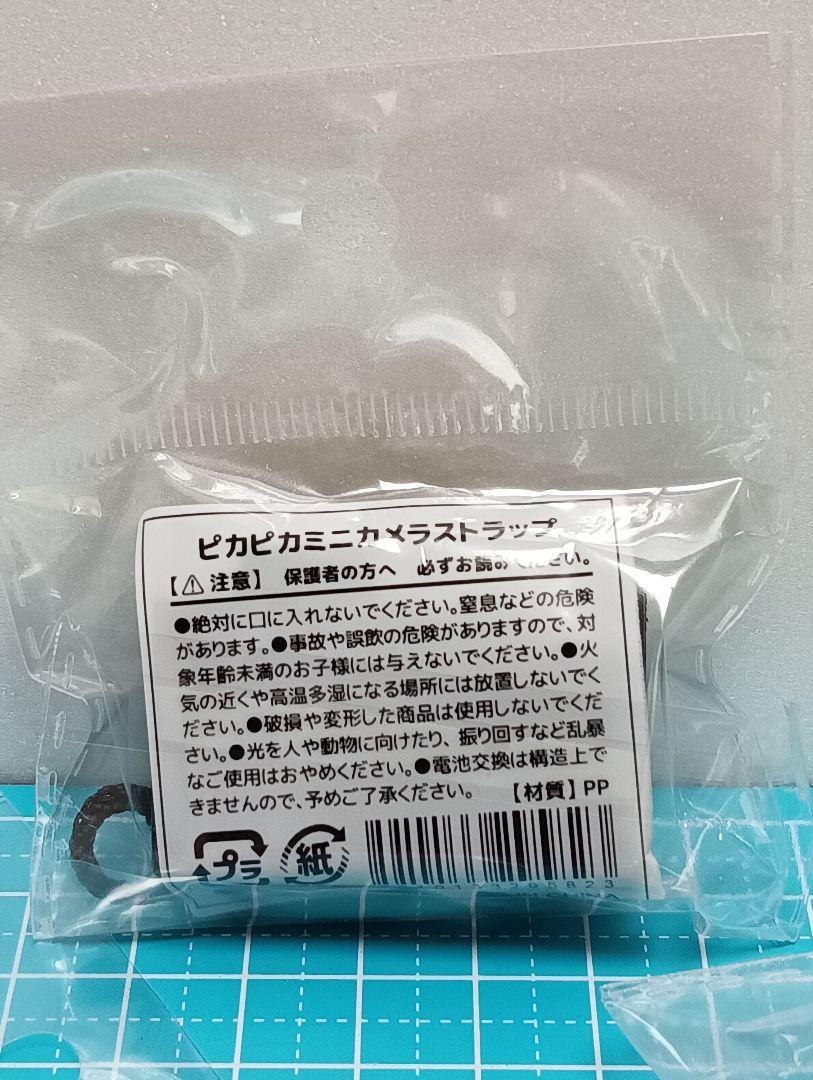 ピカピカミニカメラストラップ
【⚠注意】 保護者の方へ 必ずお読みください。
●絶対に口に入れないでください。窒息などの危険
があります。●事故や誤飲の危険がありますので、対
象年齢未満のお子様には与えないでください。●火
気の近くや高温多湿になる場所には放置しないでく
ださい。●破損や変形した商品は使用しないでくだ
さい。●光を人や動物に向けたり、振り回すなど乱暴
なご使用はおやめください。●電池交換は構造上で
きませんので、予めご了承ください。 【材質】PP
プラ 紙
3295823
CHINA